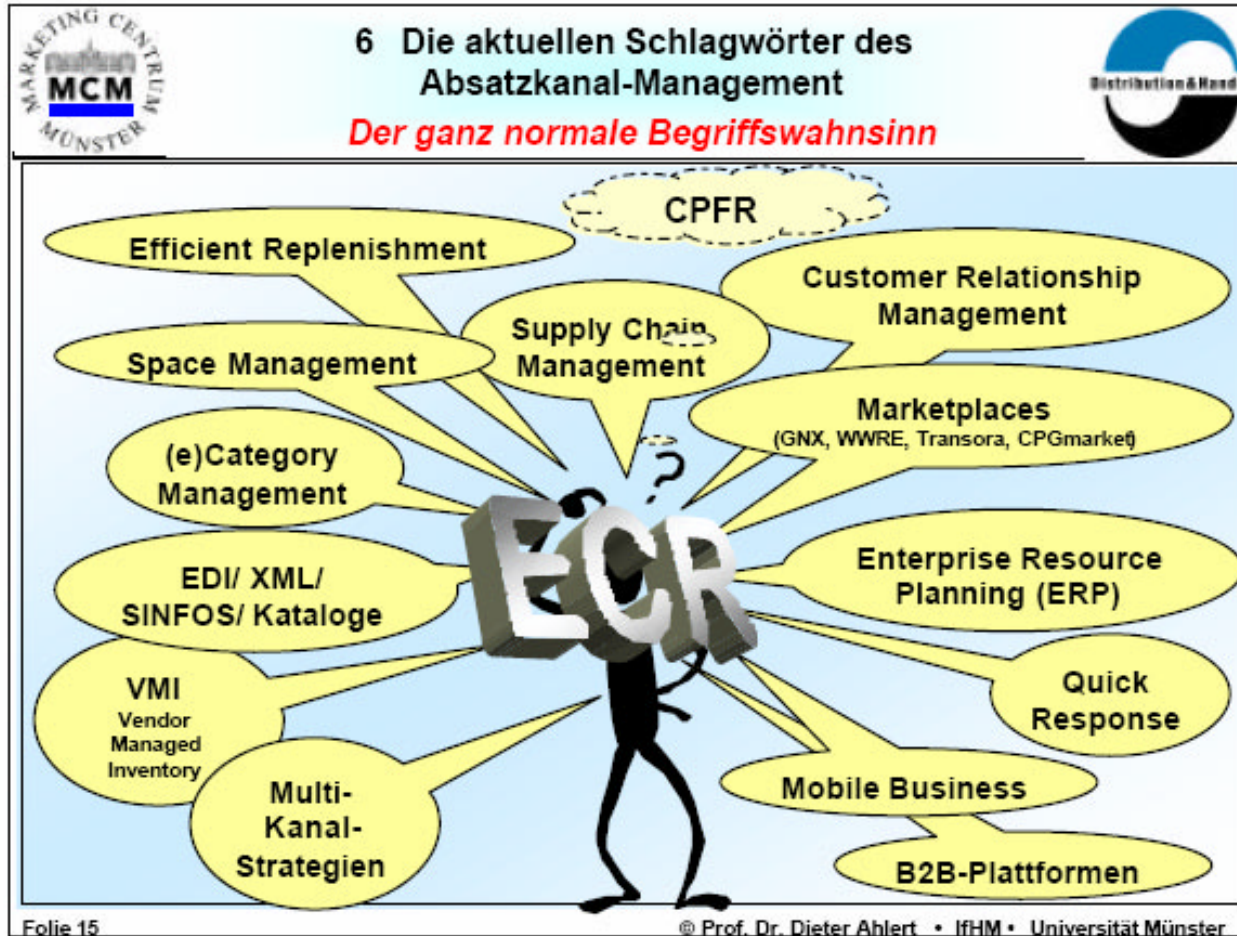 MARKETING CENTRUM
MCM
MÜNSTER
6 Die aktuellen Schlagwörter des
Absatzkanal-Management
Der ganz normale Begriffswahnsinn
CPFR
Efficient Replenishment
Customer Relationship
Management
Supply Chain
Management
Space Management
Marketplaces
(GNX, WWRE, Transora, CPGmarket)
(e)Category
Management
?
ECR
EDI/ XML/
SINFOS/ Kataloge
Enterprise Resource
Planning (ERP)
VMI
Vendor
Managed
Inventory
Quick
Response
Multi-
Kanal-
Strategien
Mobile Business
B2B-Plattformen
Folie 15
© Prof. Dr. Dieter Ahlert • IfHM • Universität Münster